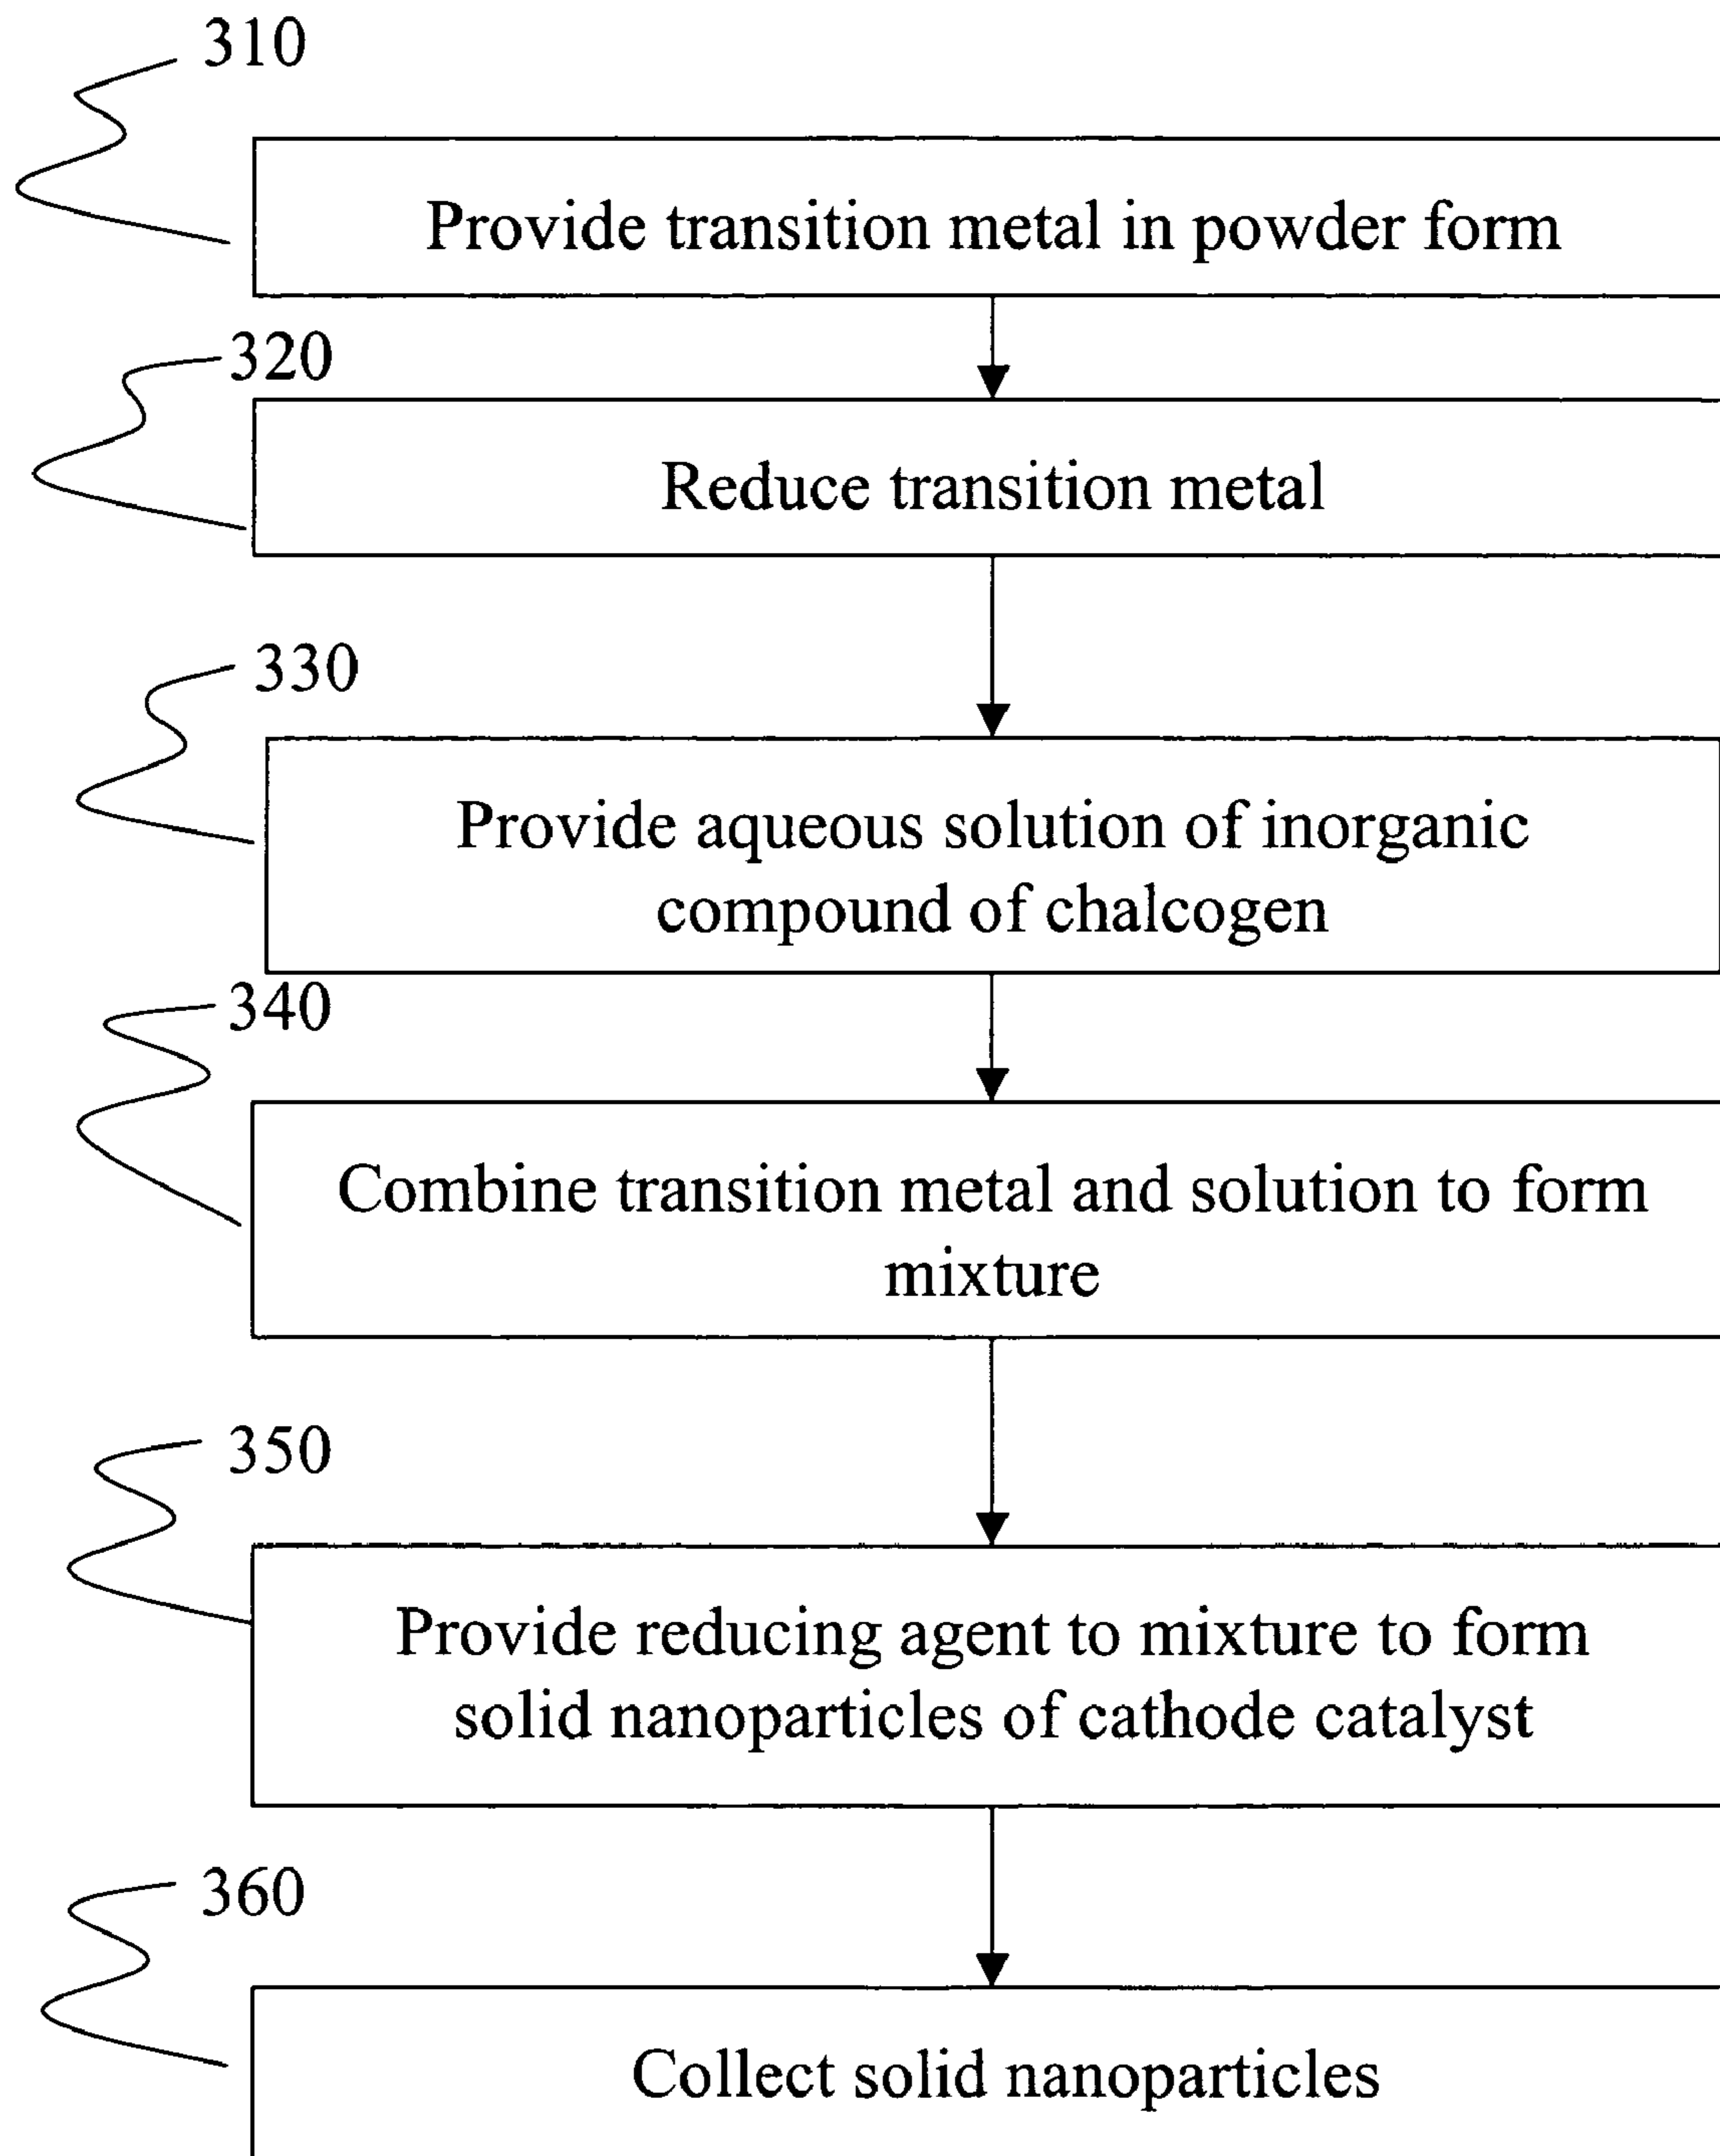 310
Provide transition metal in powder form
320
Reduce transition metal
330
Provide aqueous solution of inorganic
compound of chalcogen
340
Combine transition metal and solution to form
mixture
350
Provide reducing agent to mixture to form
solid nanoparticles of cathode catalyst
360
Collect solid nanoparticles